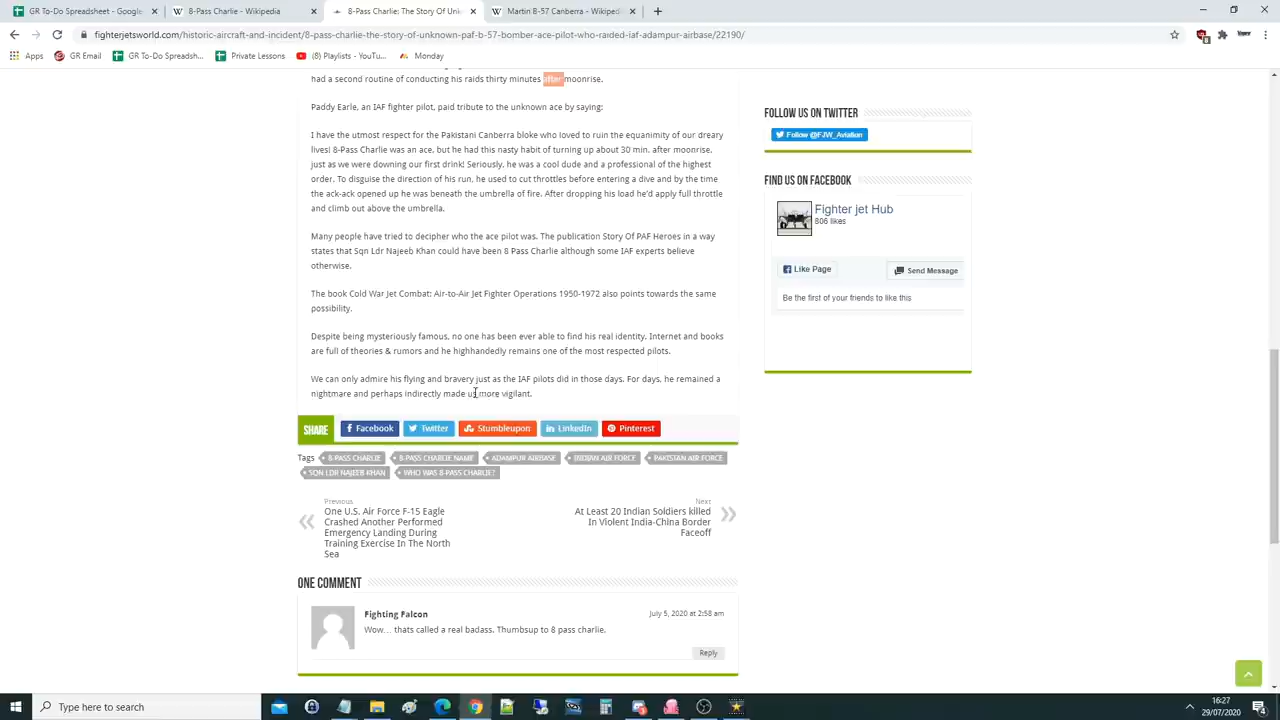 GR Top10 Spreadsheet - Google S
8-Pass Charlie - Wikipedia
8-Pass Charlie; The Story of Unk
Martin B-57 Canberra - Wikipedi
fighterjetsworld.com/historic-aircraft-and-incident/8-pass-charlie-the-story-of-unknown-paf-b-57-bomber-ace-pilot-who-raided-iaf-adampur-airbase/22190/
Apps
GR Email
GR To-Do Spreadsh...
Private Lessons
(8) Playlists - YouTu...
Monday
had a second routine of conducting his raids thirty minutes after moonrise.
Paddy Earle, an IAF fighter pilot, paid tribute to the unknown ace by saying:
I have the utmost respect for the Pakistani Canberra bloke who loved to ruin the equanimity of our dreary
lives! 8-Pass Charlie was an ace, but he had this nasty habit of turning up about 30 min. after moonrise,
just as we were downing our first drink! Seriously, he was a cool dude and a professional of the highest
order. To disguise the direction of his run, he used to cut throttles before entering a dive and by the time
the ack-ack opened up he was beneath the umbrella of fire. After dropping his load he'd apply full throttle
and climb out above the umbrella.
Many people have tried to decipher who the ace pilot was. The publication Story Of PAF Heroes in a way
states that Sqn Ldr Najeeb Khan could have been 8 Pass Charlie although some IAF experts believe
otherwise.
The book Cold War Jet Combat: Air-to-Air Jet Fighter Operations 1950-1972 also points towards the same
possibility.
Despite being mysteriously famous, no one has been ever able to find his real identity. Internet and books
are full of theories & rumors and he highhandedly remains one of the most respected pilots.
We can only admire his flying and bravery just as the IAF pilots did in those days. For days, he remained a
nightmare and perhaps indirectly made us more vigilant.
SHARE
Facebook
Twitter
Stumbleupon
LinkedIn
Pinterest
Tags
8-PASS CHARLIE
8-PASS CHARLIE NAME
ADAMPUR AIRBASE
INDIAN AIR FORCE
PAKISTAN AIR FORCE
SQN LDR NAJEEB KHAN
WHO WAS 8-PASS CHARLIE?
Previous
One U.S. Air Force F-15 Eagle
Crashed Another Performed
Emergency Landing During
Training Exercise In The North
Sea
Next
At Least 20 Indian Soldiers killed
In Violent India-China Border
Faceoff
ONE COMMENT
Fighting Falcon
July 5, 2020 at 2:58 am
Wow... thats called a real badass. Thumbsup to 8 pass charlie.
Reply
FOLLOW US ON TWITTER
Follow @FJW_Aviation
FIND US ON FACEBOOK
Fighter jet Hub
806 likes
Like Page
Send Message
Be the first of your friends to like this
Type here to search
16:27
29/07/2020